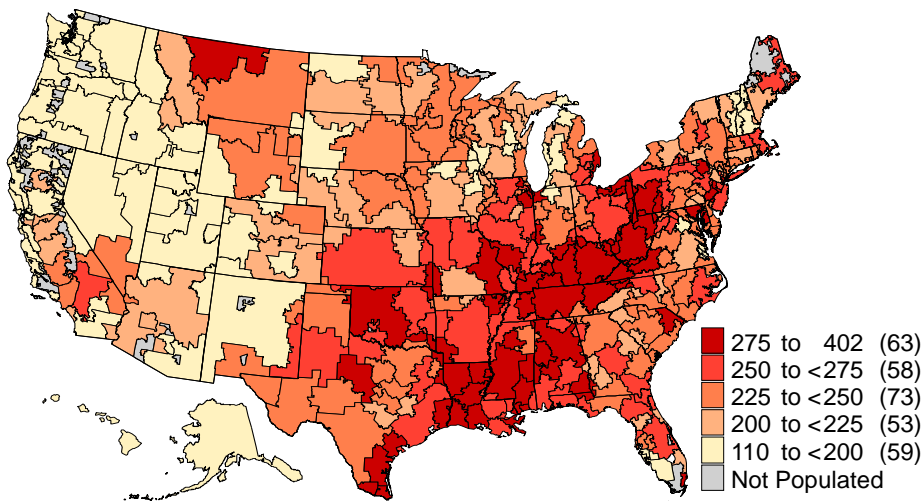 275 to 402 (63)
250 to <275 (58)
225 to <250 (73)
200 to <225 (53)
110 to <200 (59)
Not Populated